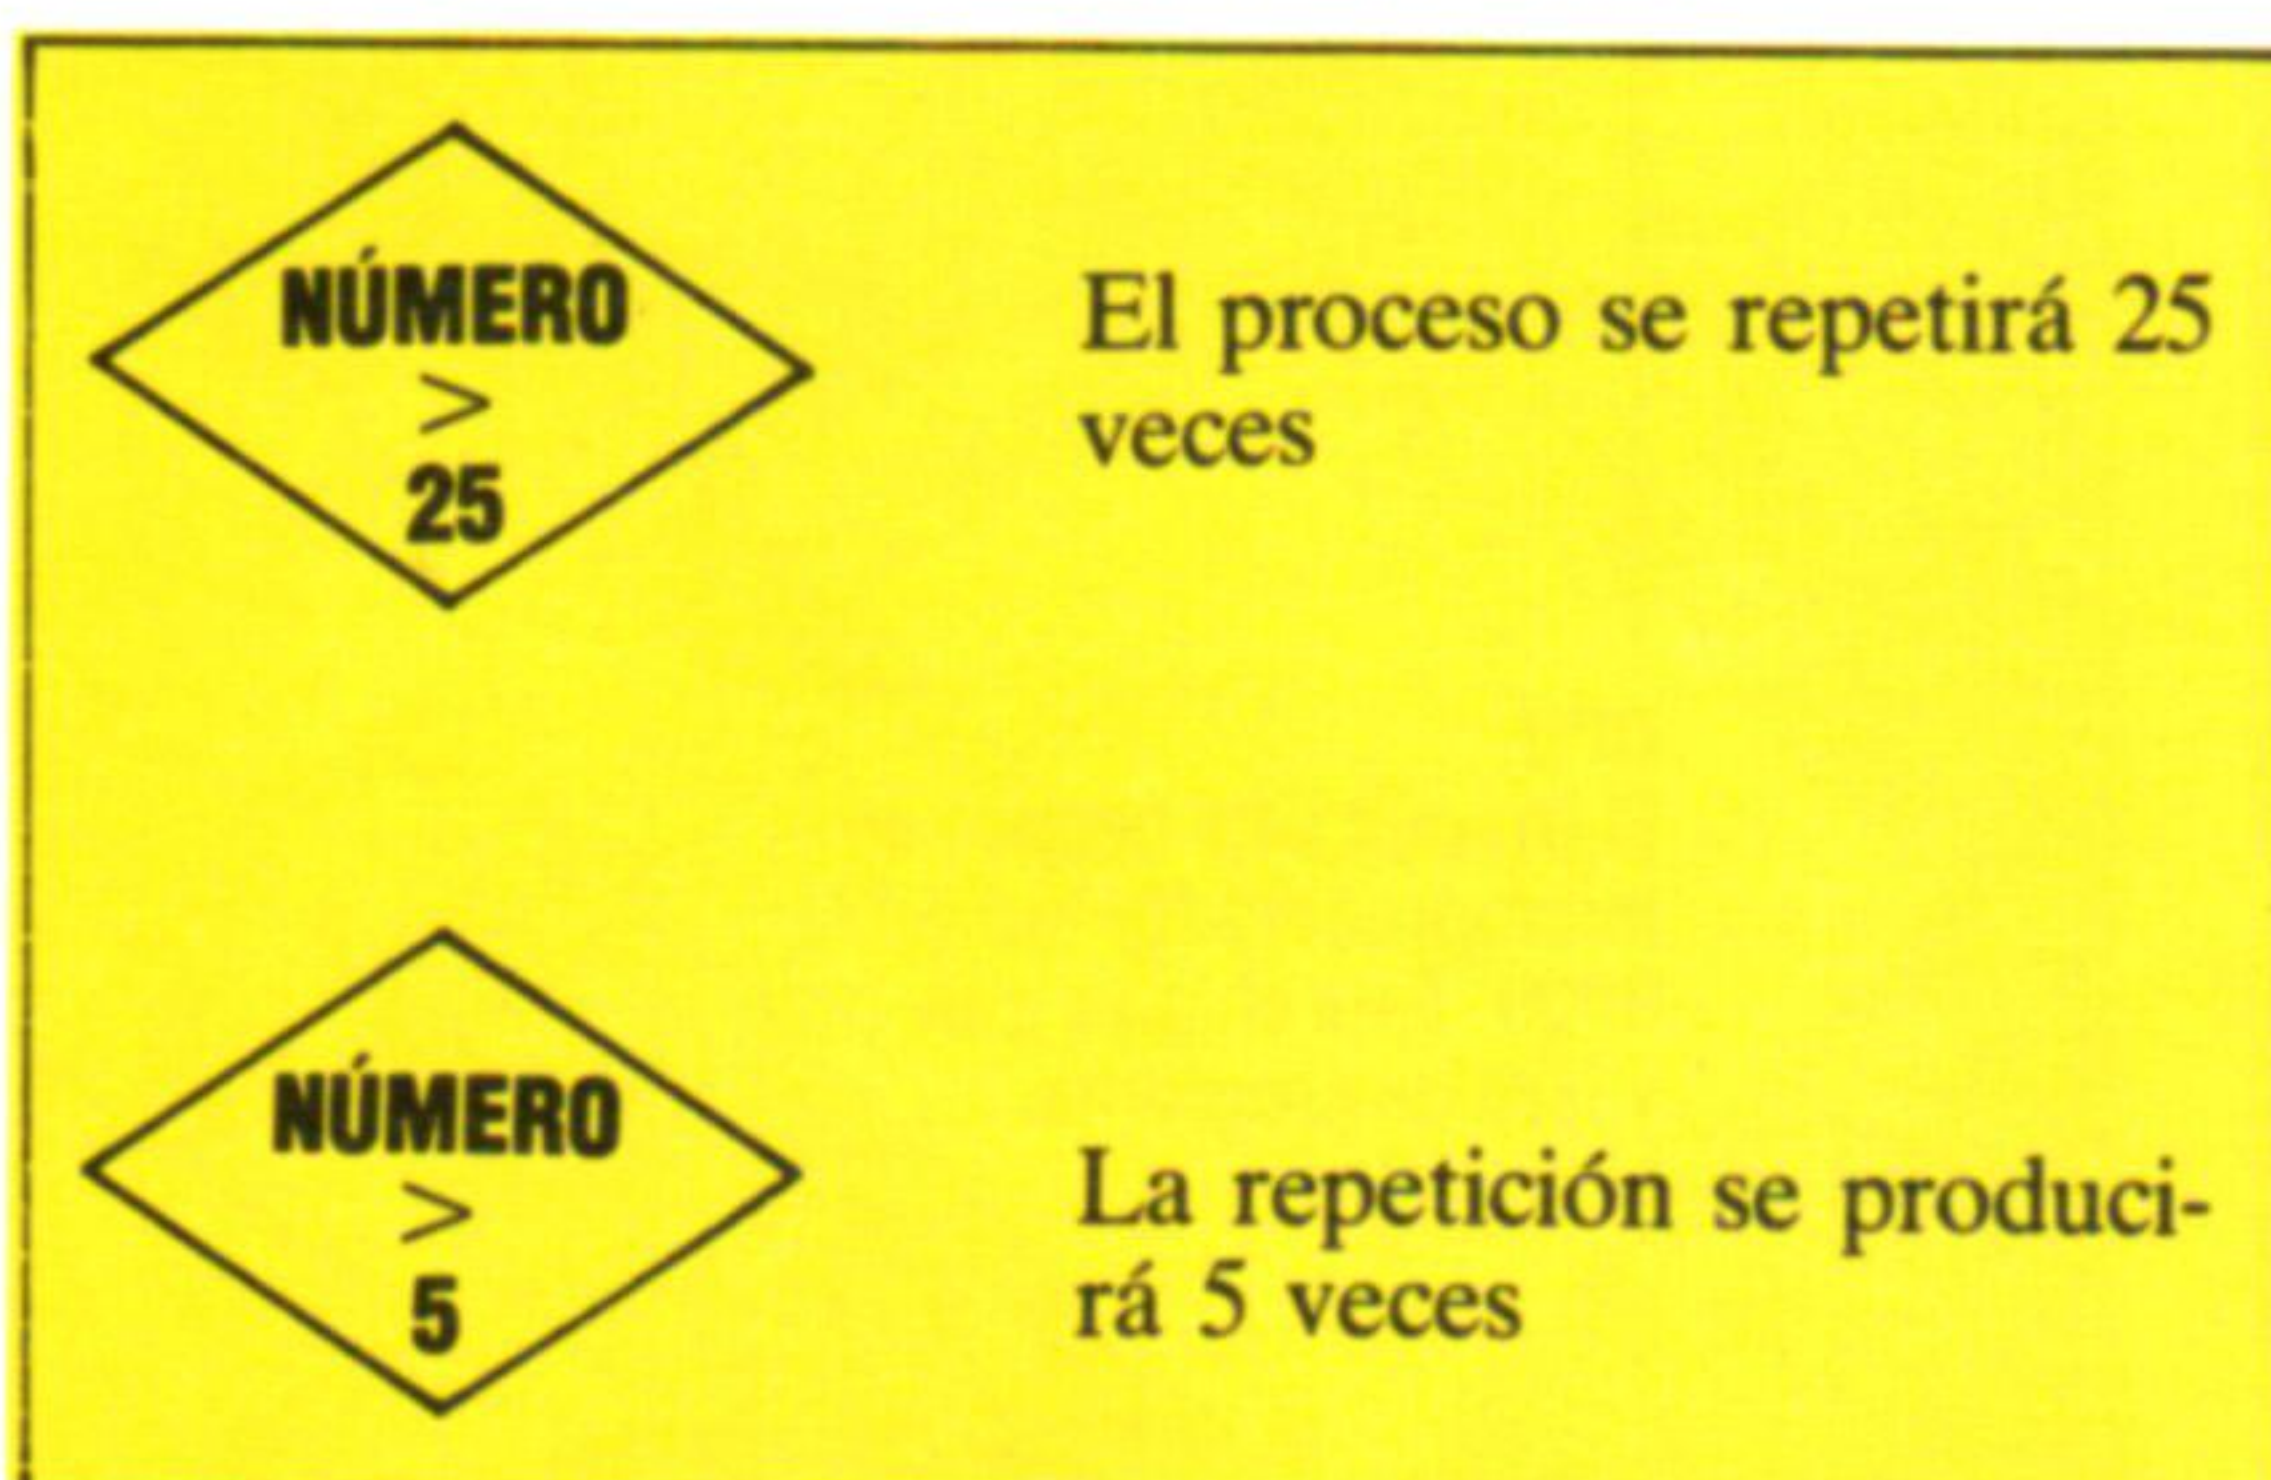 NÚMERO
>
25
El proceso se repetirá 25
veces
NÚMERO
>
5
La repetición se produci-
rá 5 veces